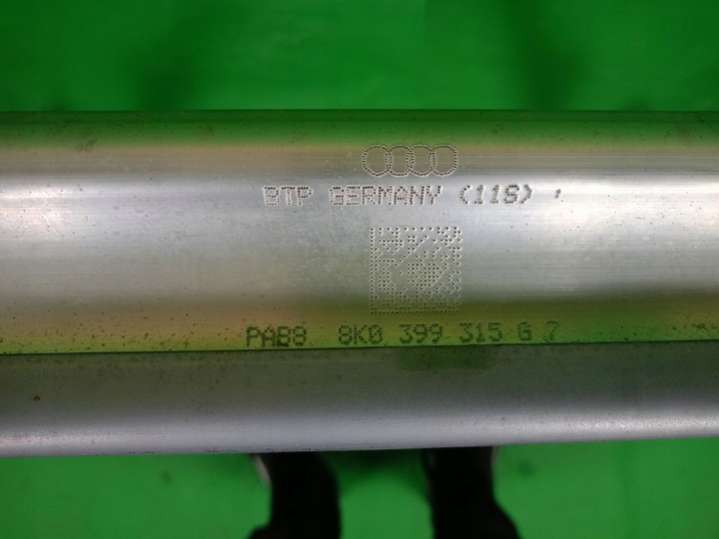 BTP GERMANY (11S)
PAB8 8K0 399 315 G 7